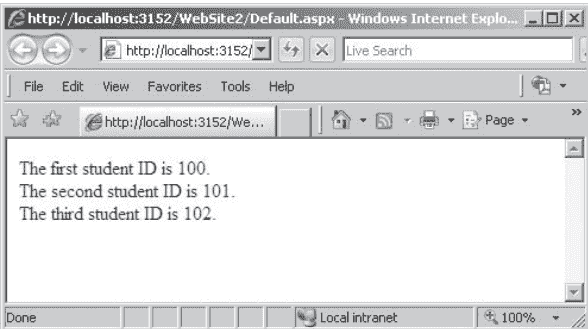 http://localhost:3152/WebSite2/Default.aspx - Windows Internet Explo...
http://localhost:3152/
Live Search
File Edit View Favorites Tools Help
http://localhost:3152/We...
Page
The first student ID is 100.
The second student ID is 101.
The third student ID is 102.
Done
Local intranet
100%